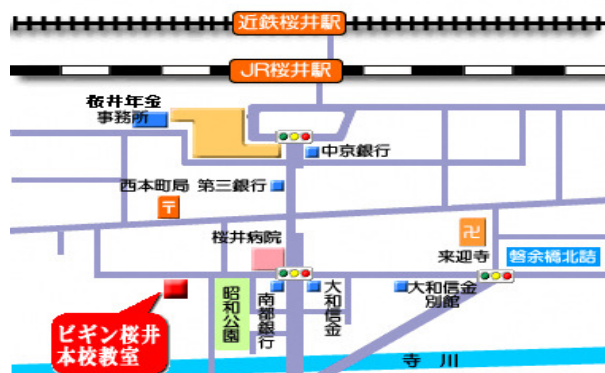 近鉄桜井駅
JR桜井駅
桜井年金
事務所
中京銀行
西本町局
第三銀行
〒
桜井病院
卍
来迎寺
磐余橋北詰
昭和公園
南都銀行
大和信金
大和信金
別館
ビギン桜井
本校教室
寺川